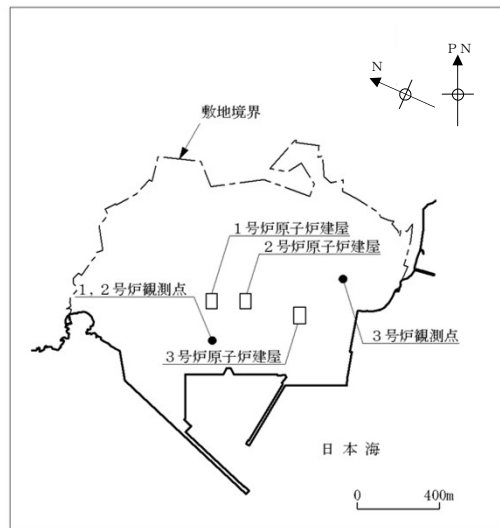 N
PN
敷地境界
1号炉原子炉建屋
2号炉原子炉建屋
1,2号炉観測点
3号炉原子炉建屋
3号炉観測点
日本海
0 400m